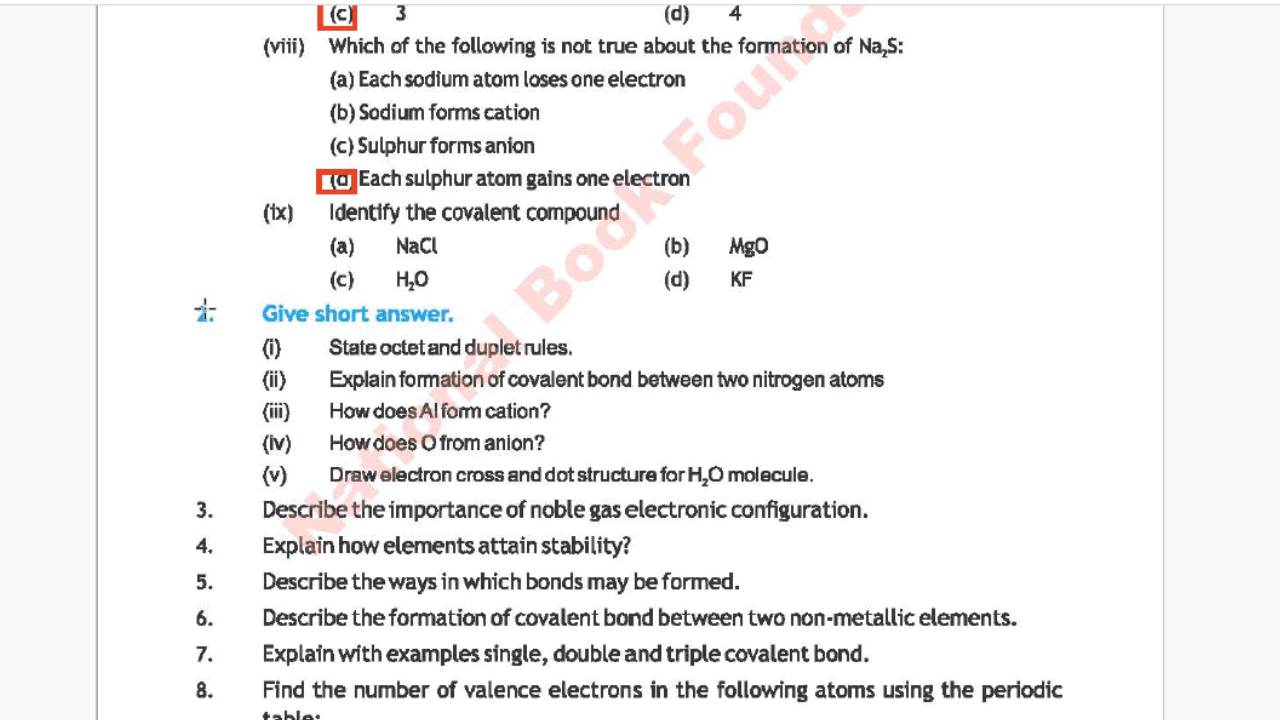 (c) 3 (d) 4
(viii) Which of the following is not true about the formation of Na₂S:
(a) Each sodium atom loses one electron
(b) Sodium forms cation
(c) Sulphur forms anion
(d) Each sulphur atom gains one electron
(ix) Identify the covalent compound
(a) NaCl (b) MgO
(c) H₂O (d) KF
2. Give short answer.
(i) State octet and duplet rules.
(ii) Explain formation of covalent bond between two nitrogen atoms
(iii) How does Al form cation?
(iv) How does O from anion?
(v) Draw electron cross and dot structure for H₂O molecule.
3. Describe the importance of noble gas electronic configuration.
4. Explain how elements attain stability?
5. Describe the ways in which bonds may be formed.
6. Describe the formation of covalent bond between two non-metallic elements.
7. Explain with examples single, double and triple covalent bond.
8. Find the number of valence electrons in the following atoms using the periodic
table:
National Book Founda